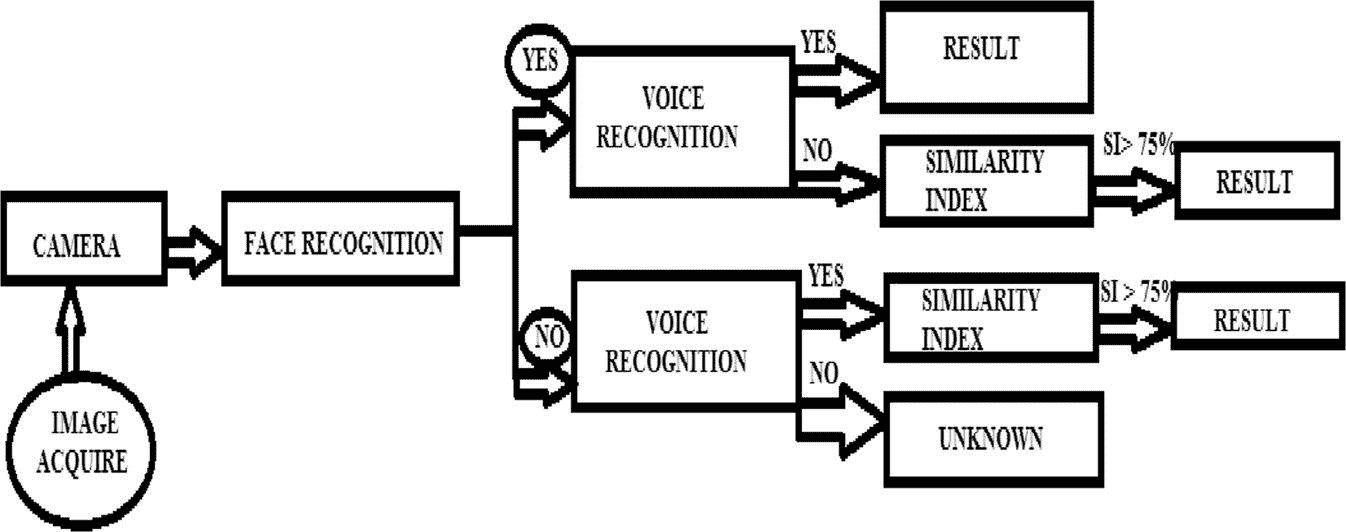 IMAGE
ACQUIRE
CAMERA
FACE RECOGNITION
YES
VOICE
RECOGNITION
YES
RESULT
NO
SIMILARITY
INDEX
SI> 75%
RESULT
NO
VOICE
RECOGNITION
YES
SIMILARITY
INDEX
SI > 75%
RESULT
NO
UNKNOWN